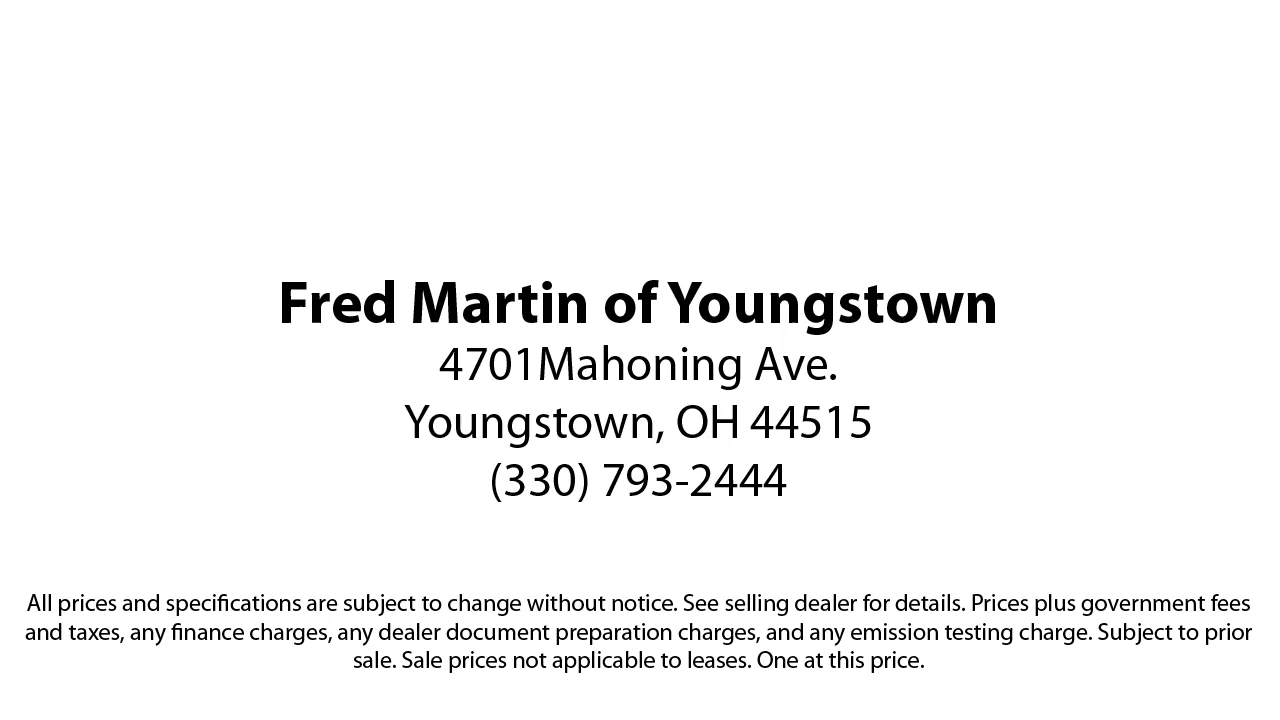 Fred Martin of Youngstown
4701Mahoning Ave.
Youngstown, OH 44515
(330) 793-2444
All prices and specifications are subject to change without notice. See selling dealer for details. Prices plus government fees
and taxes, any finance charges, any dealer document preparation charges, and any emission testing charge. Subject to prior
sale. Sale prices not applicable to leases. One at this price.